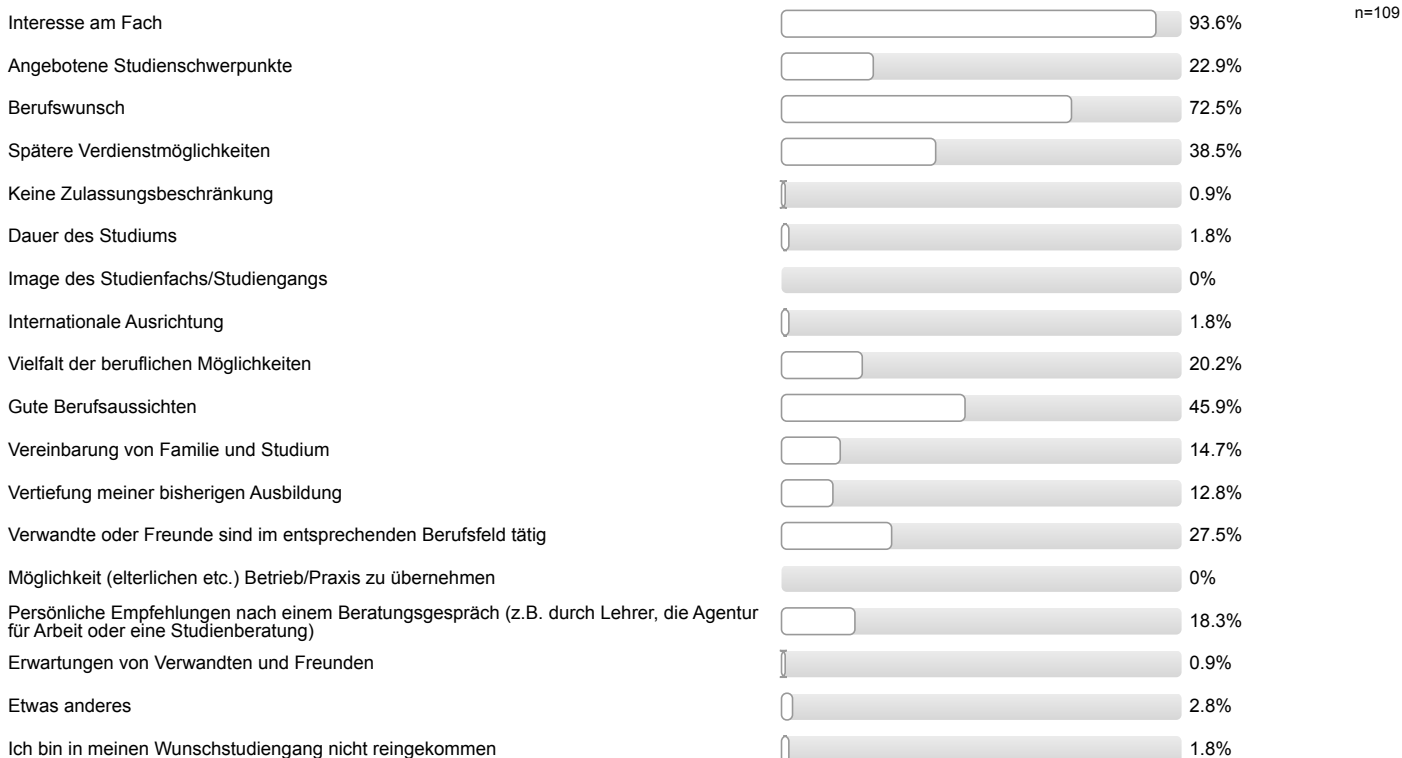 Interesse am Fach 93.6% n=109
Angebotene Studienschwerpunkte 22.9%
Berufswunsch 72.5%
Spätere Verdienstmöglichkeiten 38.5%
Keine Zulassungsbeschränkung 0.9%
Dauer des Studiums 1.8%
Image des Studienfachs/Studiengangs 0%
Internationale Ausrichtung 1.8%
Vielfalt der beruflichen Möglichkeiten 20.2%
Gute Berufsaussichten 45.9%
Vereinbarung von Familie und Studium 14.7%
Vertiefung meiner bisherigen Ausbildung 12.8%
Verwandte oder Freunde sind im entsprechenden Berufsfeld tätig 27.5%
Möglichkeit (elterlichen etc.) Betrieb/Praxis zu übernehmen 0%
Persönliche Empfehlungen nach einem Beratungsgespräch (z.B. durch Lehrer, die Agentur
für Arbeit oder eine Studienberatung) 18.3%
Erwartungen von Verwandten und Freunden 0.9%
Etwas anderes 2.8%
Ich bin in meinen Wunschstudiengang nicht reingekommen 1.8%